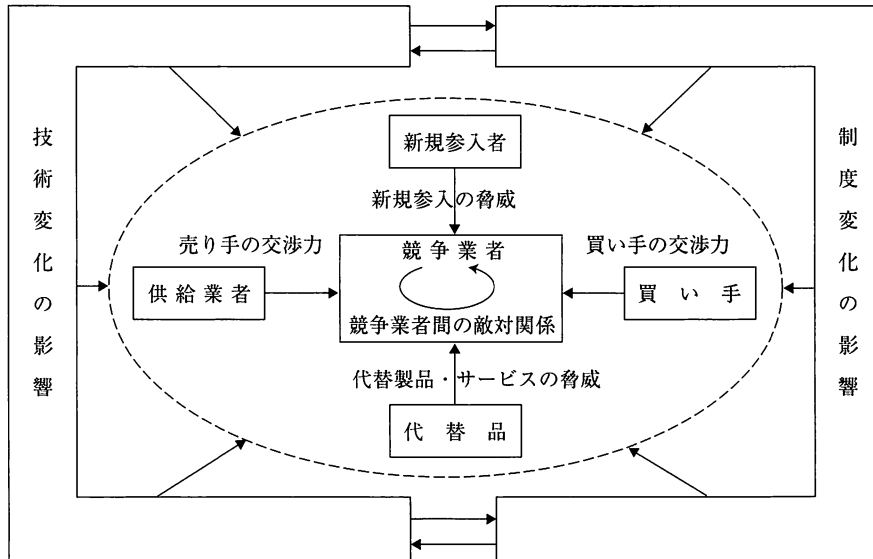 技術変化の影響
制度変化の影響
新規参入者
新規参入の脅威
売り手の交渉力
買い手の交渉力
競争業者
供給業者
買い手
競争業者間の敵対関係
代替製品・サービスの脅威
代替品